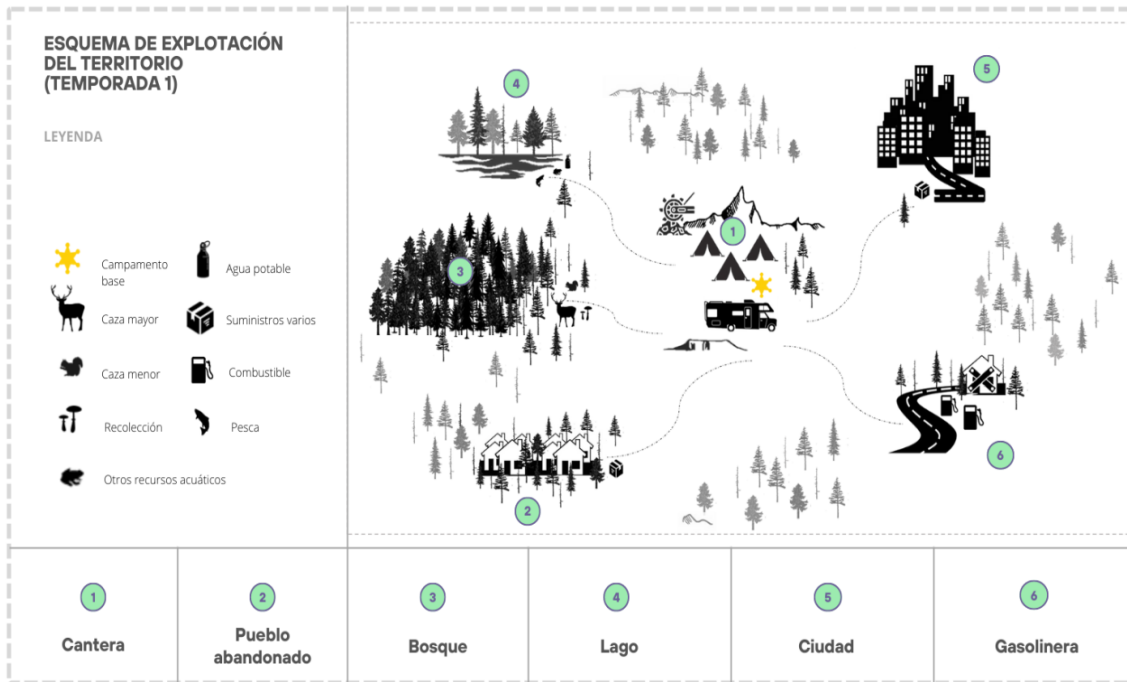 ESQUEMA DE EXPLOTACIÓN
DEL TERRITORIO
(TEMPORADA 1)
LEYENDA
Campamento
base
Agua potable
Caza mayor
Suministros varios
Caza menor
Combustible
Recolección
Pesca
Otros recursos acuáticos
4
5
1
3
6
2
1
Cantera
2
Pueblo
abandonado
3
Bosque
4
Lago
5
Ciudad
6
Gasolinera